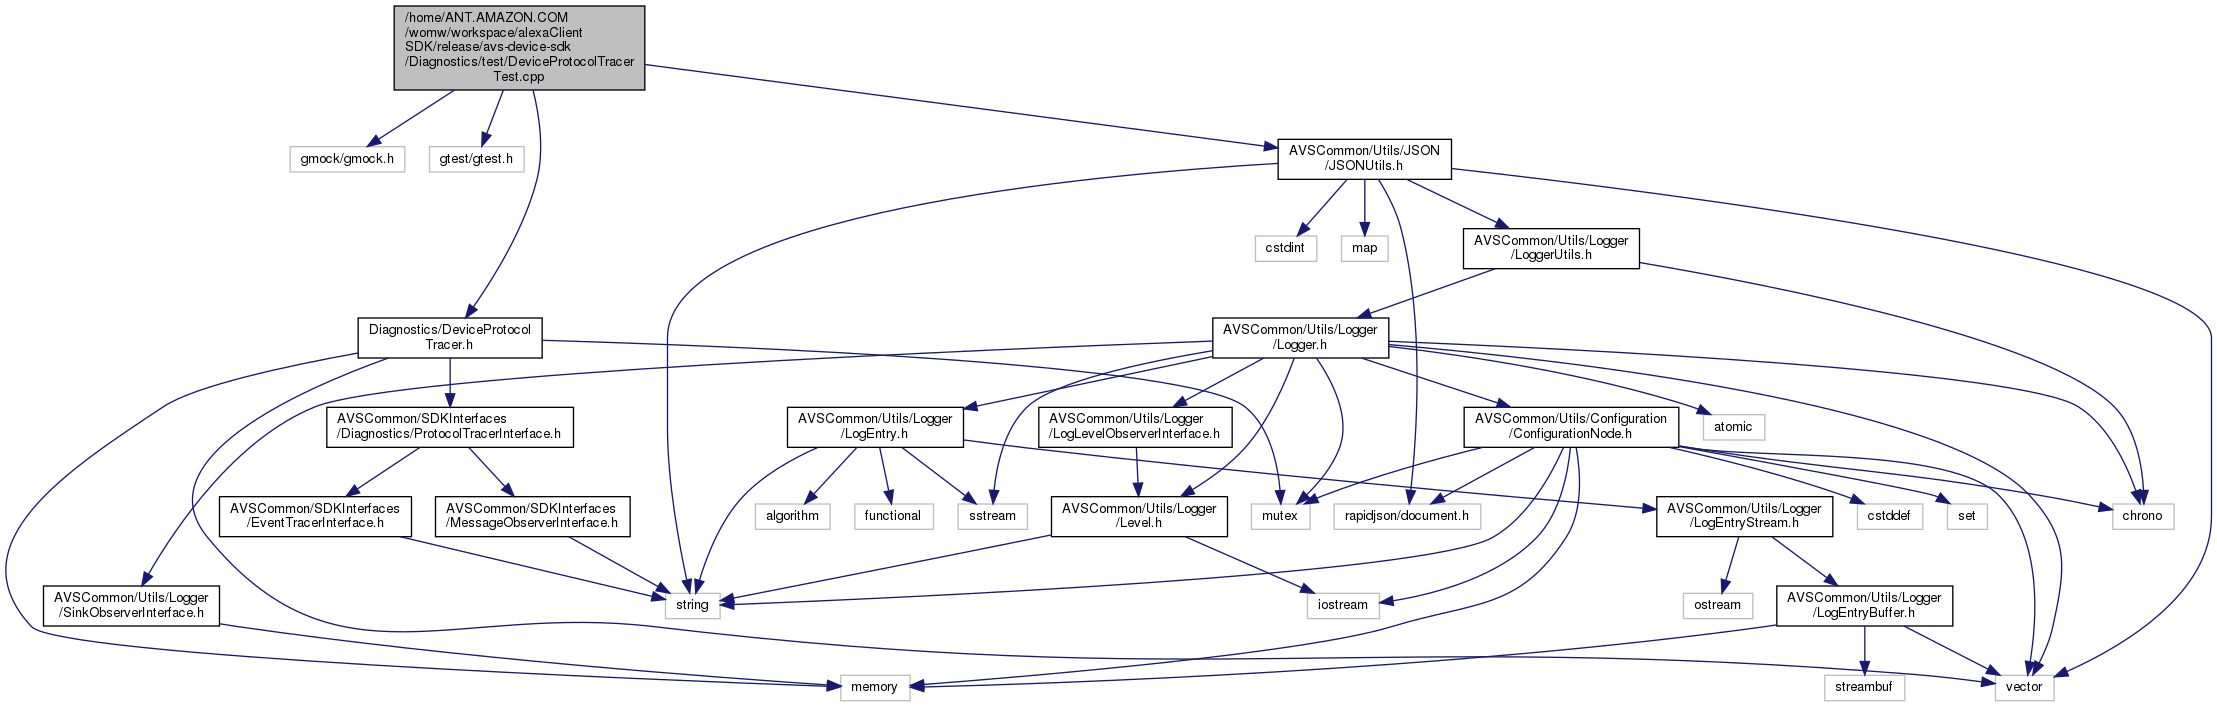 /home/ANT.AMAZON.COM
/womw/workspace/alexaClient
SDK/release/avs-device-sdk
/Diagnostics/test/DeviceProtocolTracer
Test.cpp
gmock/gmock.h
gtest/gtest.h
AVSCommon/Utils/JSON
/JSONUtils.h
cstdint
map
AVSCommon/Utils/Logger
/LoggerUtils.h
Diagnostics/DeviceProtocol
Tracer.h
AVSCommon/Utils/Logger
/Logger.h
AVSCommon/SDKInterfaces
/Diagnostics/ProtocolTracerInterface.h
AVSCommon/Utils/Logger
/LogEntry.h
AVSCommon/Utils/Logger
/LogLevelObserverInterface.h
AVSCommon/Utils/Configuration
/ConfigurationNode.h
atomic
AVSCommon/SDKInterfaces
/EventTracerInterface.h
AVSCommon/SDKInterfaces
/MessageObserverInterface.h
algorithm
functional
sstream
AVSCommon/Utils/Logger
/Level.h
mutex
rapidjson/document.h
AVSCommon/Utils/Logger
/LogEntryStream.h
cstddef
set
chrono
AVSCommon/Utils/Logger
/SinkObserverInterface.h
string
iostream
ostream
AVSCommon/Utils/Logger
/LogEntryBuffer.h
memory
streambuf
vector